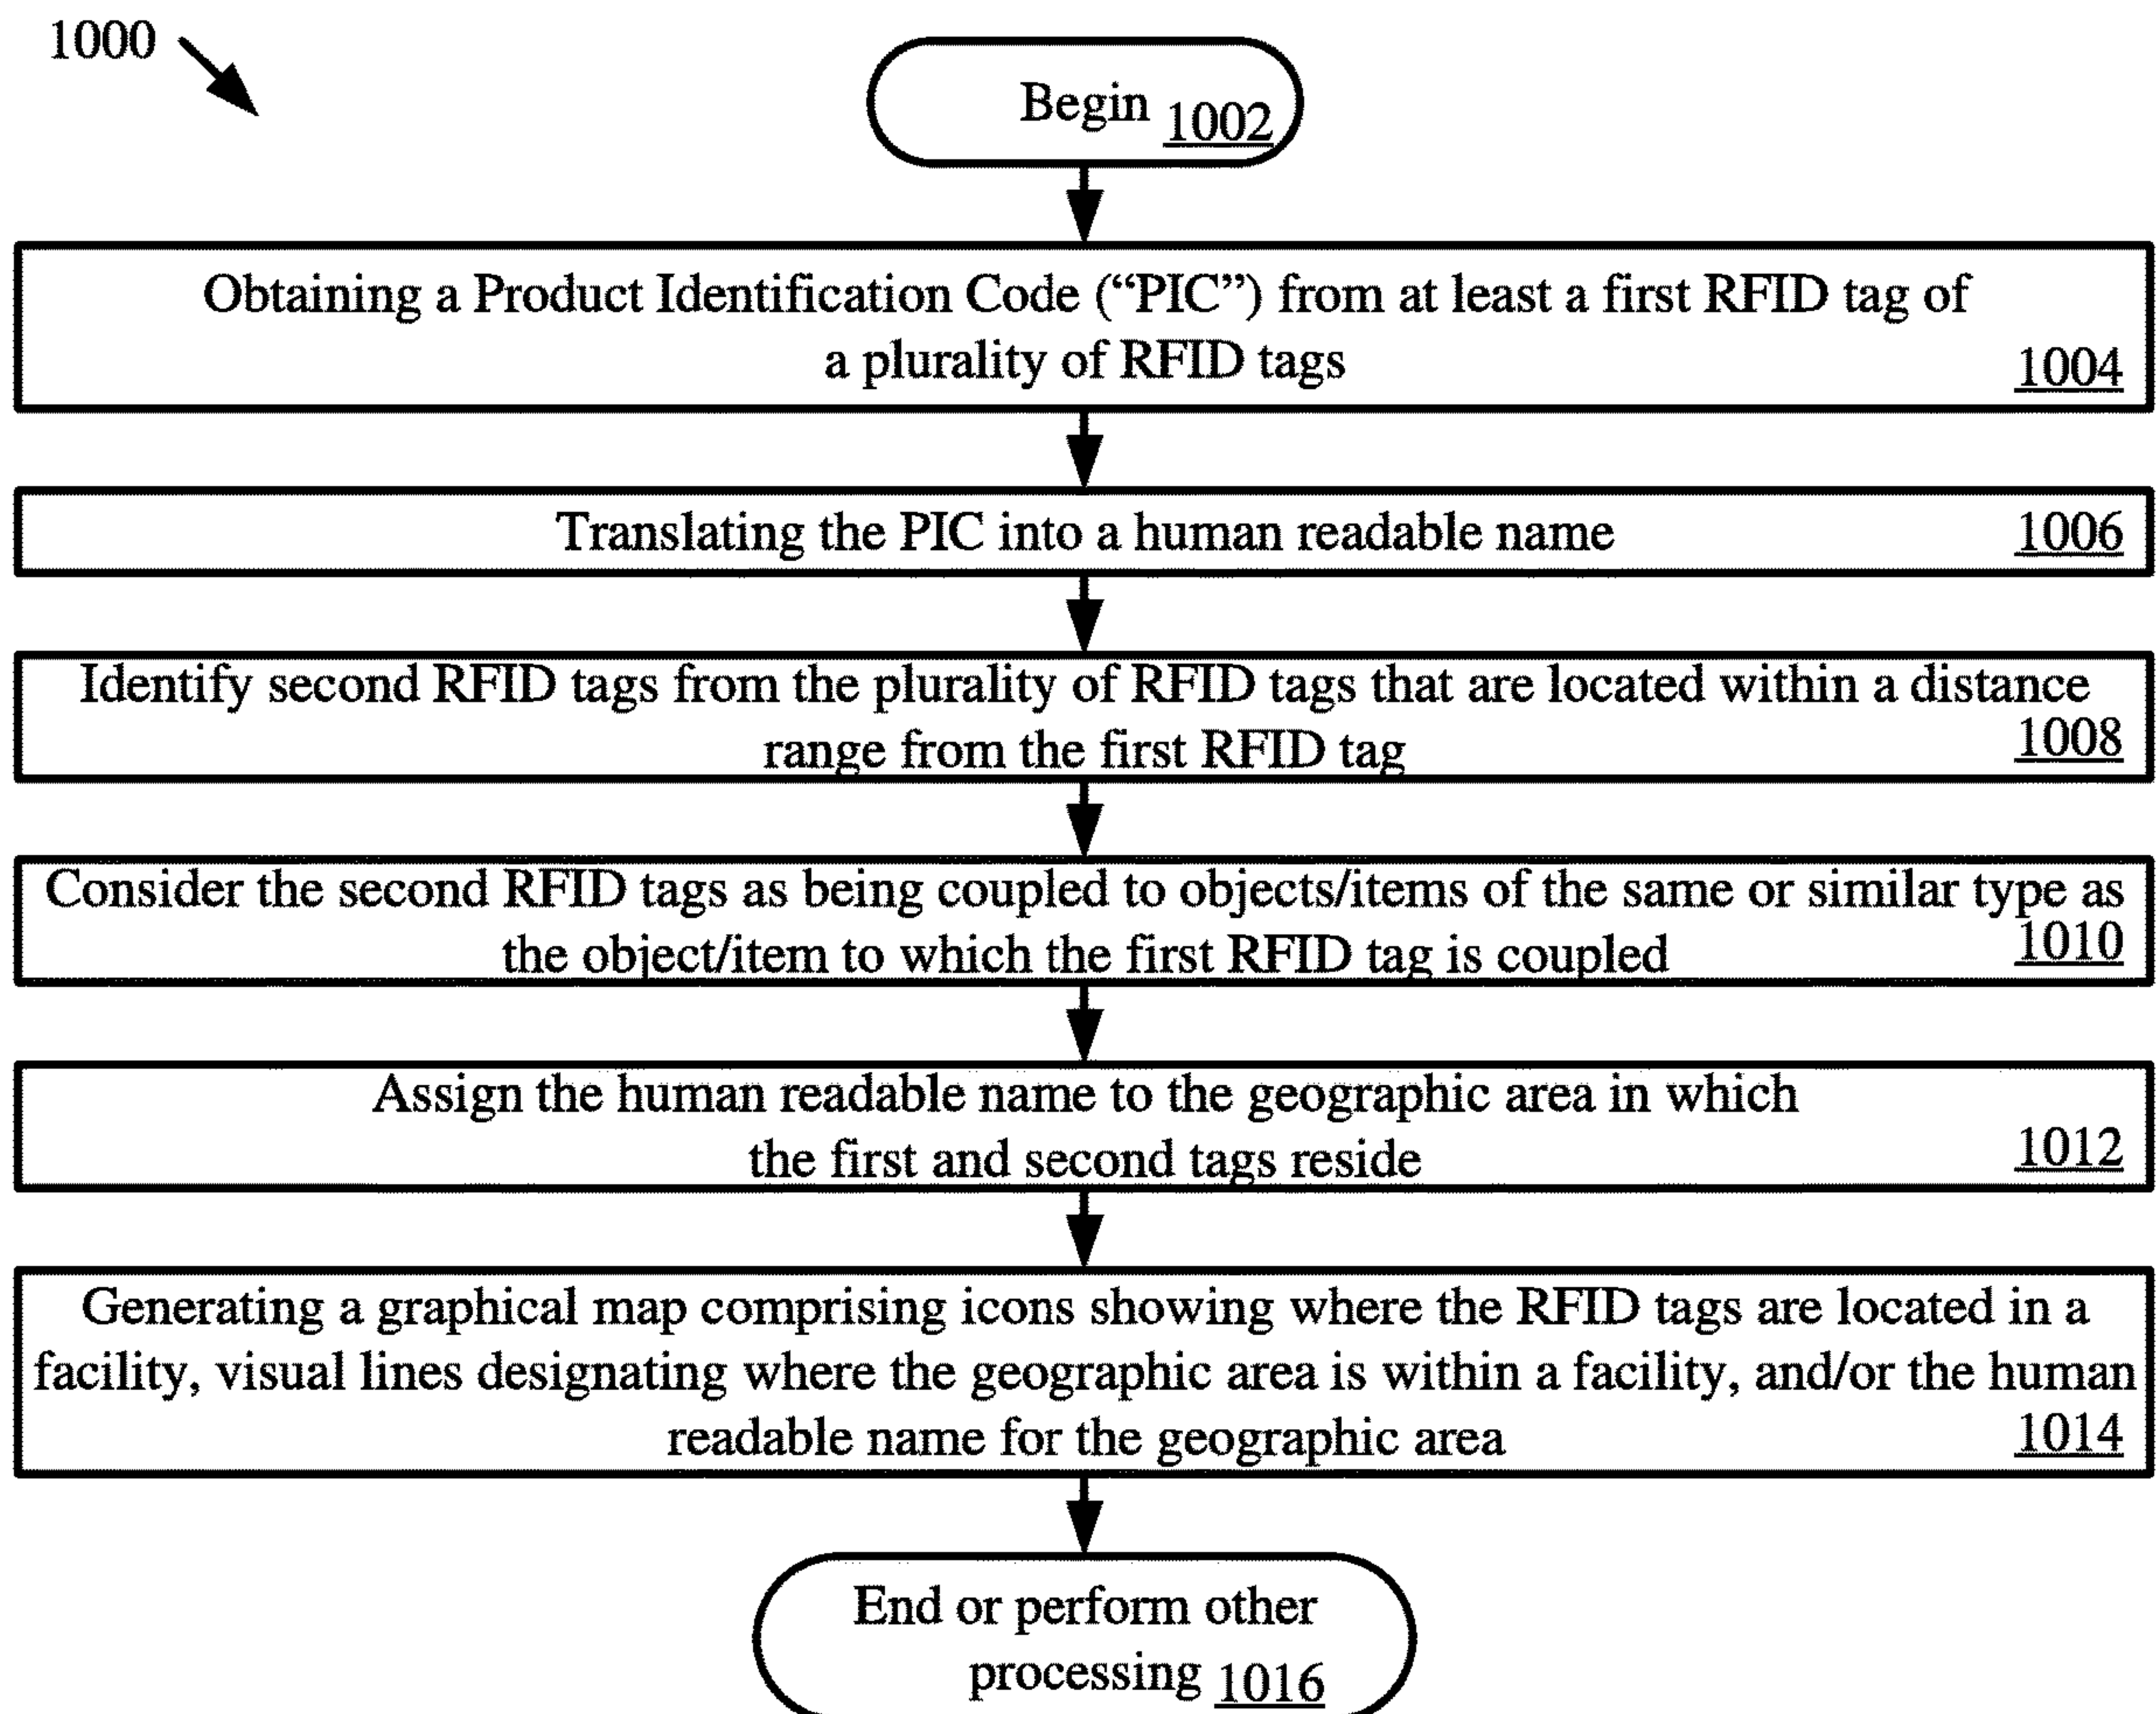 1000
Begin 1002
Obtaining a Product Identification Code (“PIC”) from at least a first RFID tag of
a plurality of RFID tags 1004
Translating the PIC into a human readable name 1006
Identify second RFID tags from the plurality of RFID tags that are located within a distance
range from the first RFID tag 1008
Consider the second RFID tags as being coupled to objects/items of the same or similar type as
the object/item to which the first RFID tag is coupled 1010
Assign the human readable name to the geographic area in which
the first and second tags reside 1012
Generating a graphical map comprising icons showing where the RFID tags are located in a
facility, visual lines designating where the geographic area is within a facility, and/or the human
readable name for the geographic area 1014
End or perform other
processing 1016